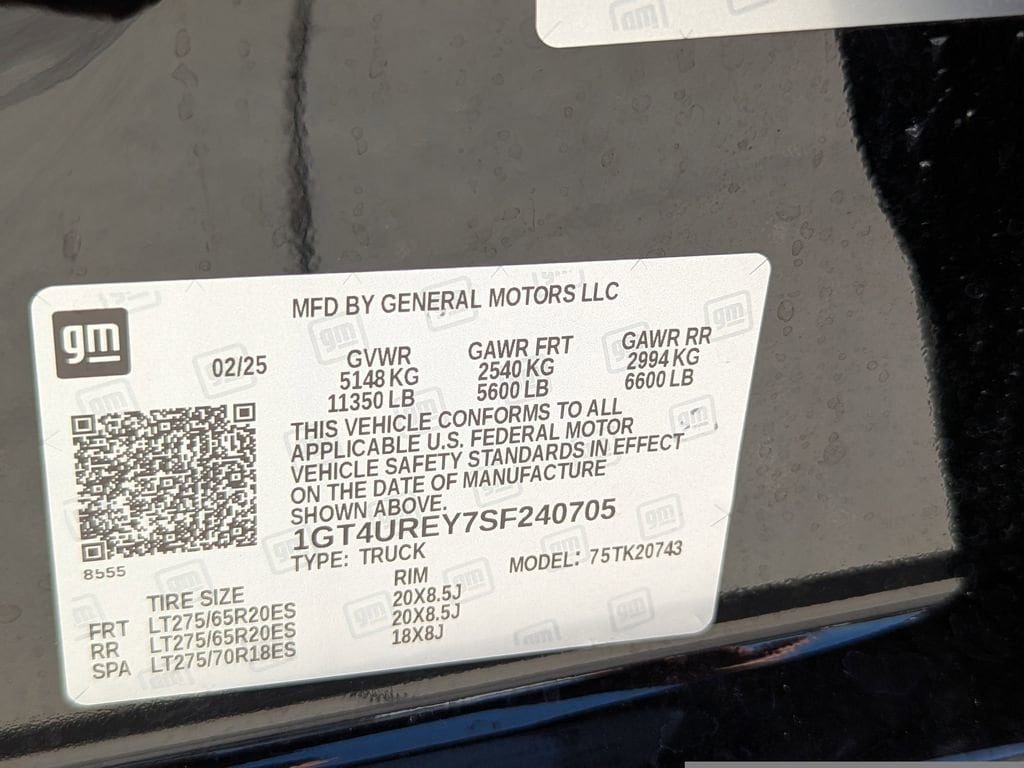 gm
MFD BY GENERAL MOTORS LLC
02/25
GVWR GAWR FRT GAWR RR
5148 KG 2540 KG 2994 KG
11350 LB 5600 LB 6600 LB
THIS VEHICLE CONFORMS TO ALL
APPLICABLE U.S. FEDERAL MOTOR
VEHICLE SAFETY STANDARDS IN EFFECT
ON THE DATE OF MANUFACTURE
SHOWN ABOVE.
1GT4UREY7SF240705
TYPE: TRUCK MODEL: 75TK20743
8555
TIRE SIZE RIM
FRT LT275/65R20ES 20X8.5J
RR LT275/65R20ES 20X8.5J
SPA LT275/70R18ES 18X8J